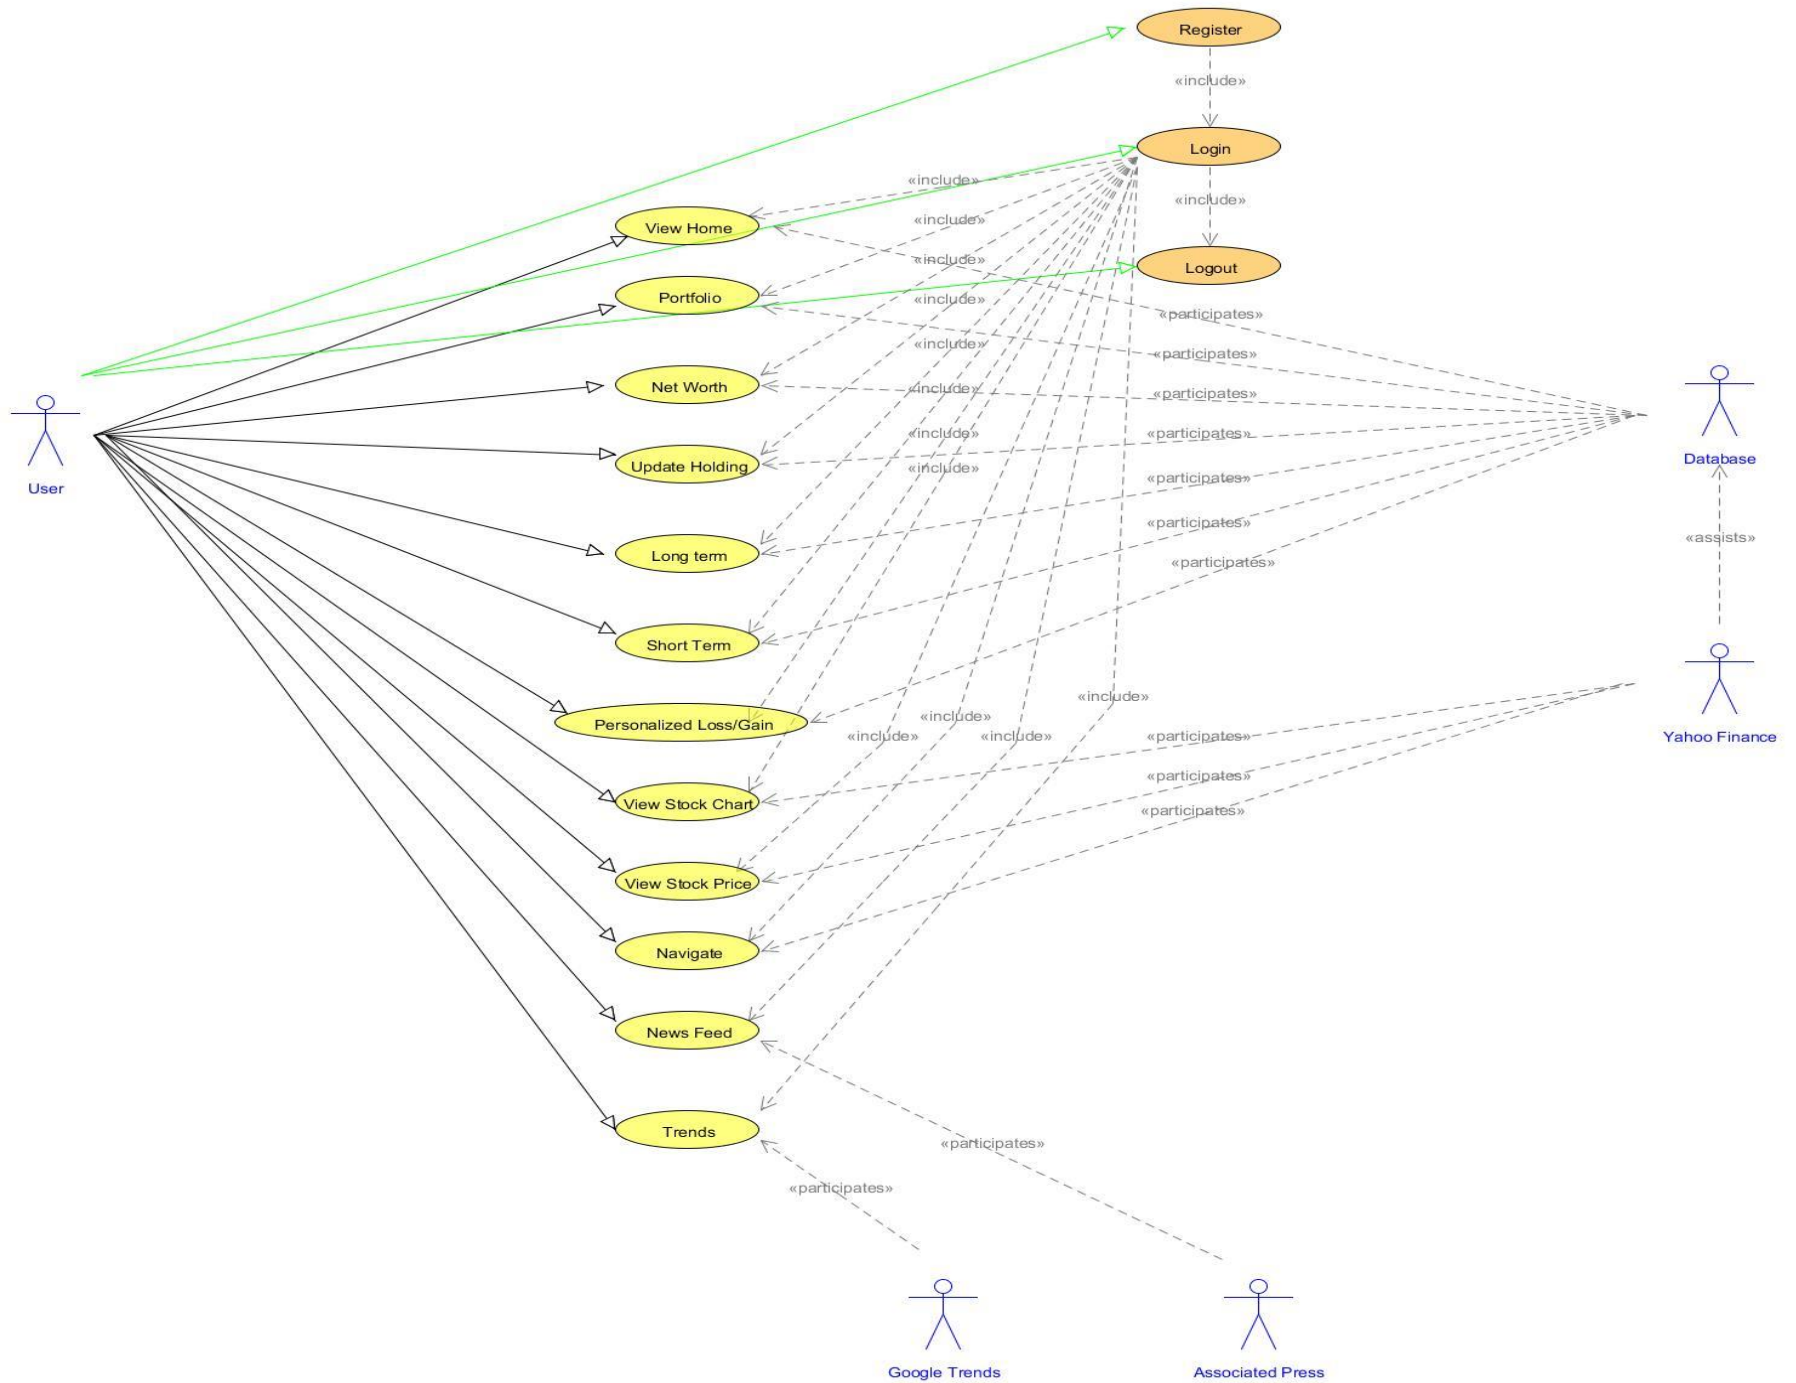 Register
«include»
Login
«include»
«include»
«include»
View Home
«include»
Logout
Portfolio
«include»
«participates»
«include»
«participates»
User
Net Worth
«include»
«participates»
«include»
«participates»
Database
Update Holding
«include»
«participates»
«participates»
«assists»
Long term
«participates»
Short Term
«include»
Personalized Loss/Gain
«include»
«include»
«include»
«participates»
Yahoo Finance
«participates»
View Stock Chart
«participates»
View Stock Price
Navigate
News Feed
Trends
«participates»
«participates»
Google Trends
Associated Press